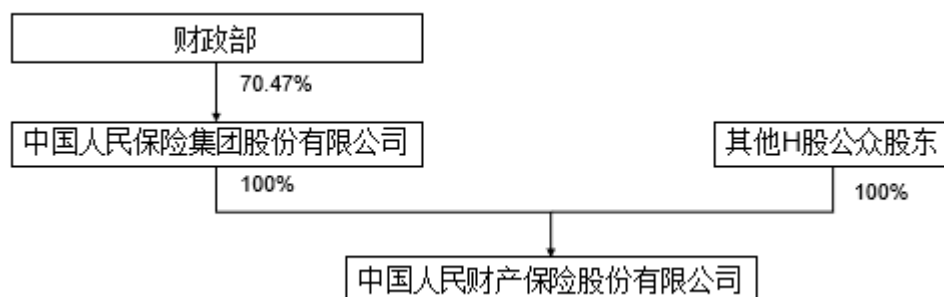 财政部
70.47%
中国人民保险集团股份有限公司
其他H股公众股东
100%
100%
中国人民财产保险股份有限公司